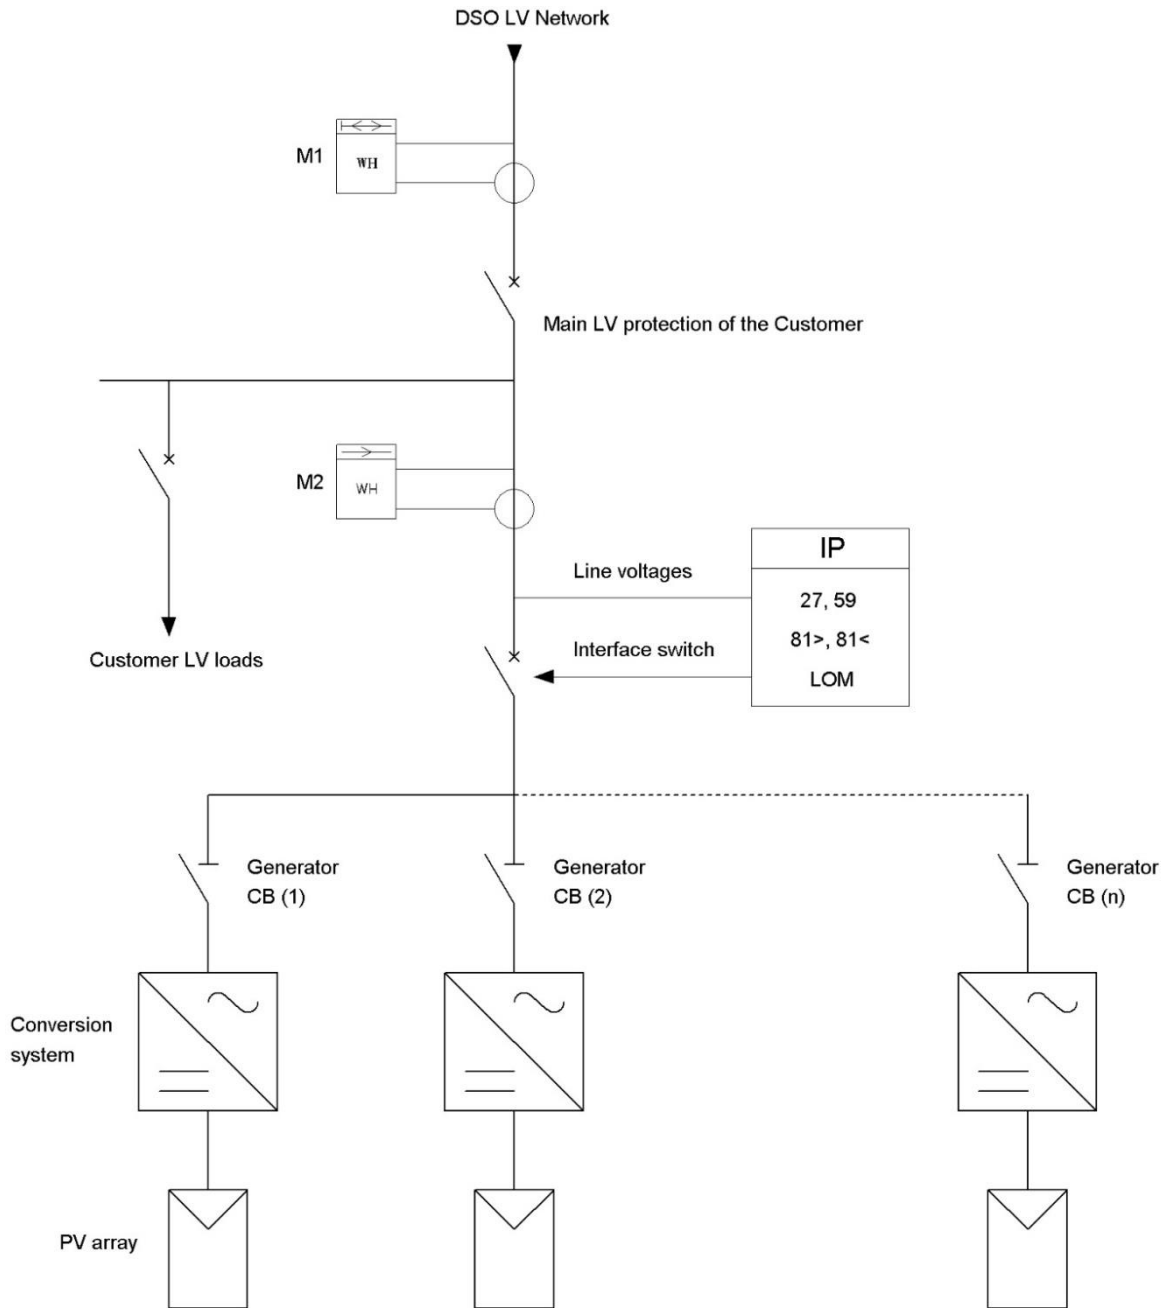 DSO LV Network
M1
WH
Main LV protection of the Customer
M2
WH
IP
Line voltages
27, 59
81>, 81<
Interface switch
LOM
Customer LV loads
Generator
CB (1)
Generator
CB (2)
Generator
CB (n)
Conversion
system
PV array